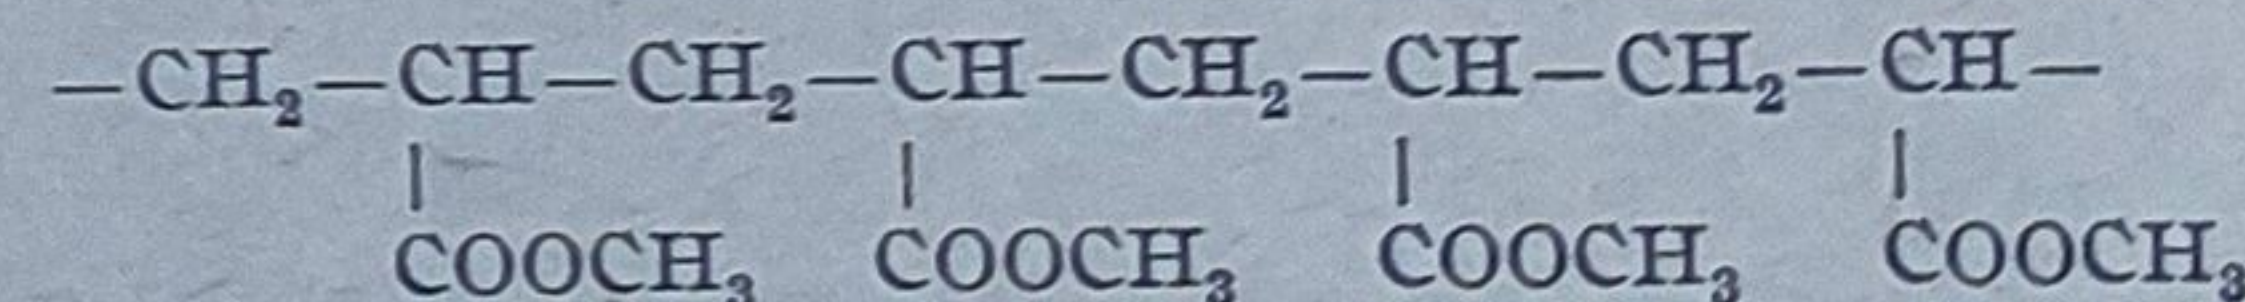 —CH₂—CH—CH₂—CH—CH₂—CH—CH₂—CH—
| | | |
COOCH₃ COOCH₃ COOCH₃ COOCH₃